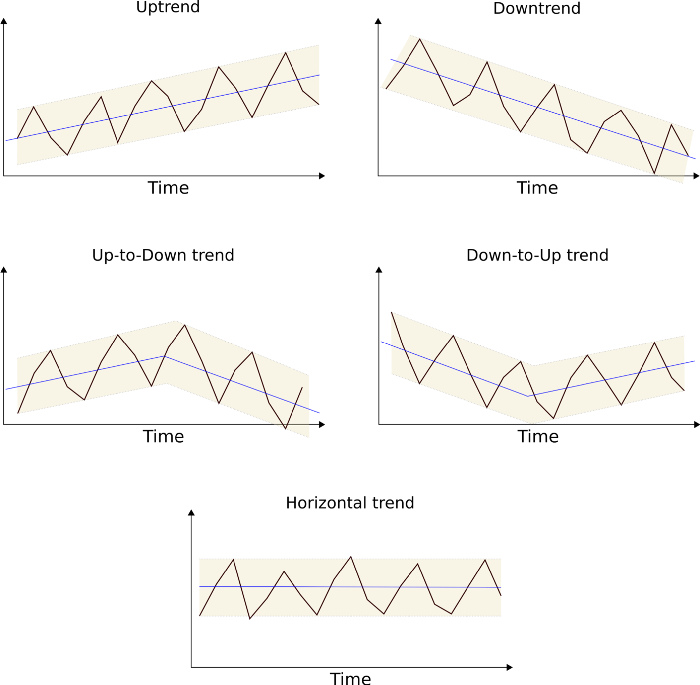 Uptrend
Downtrend
Time
Time
Up-to-Down trend
Down-to-Up trend
Time
Time
Horizontal trend
Time